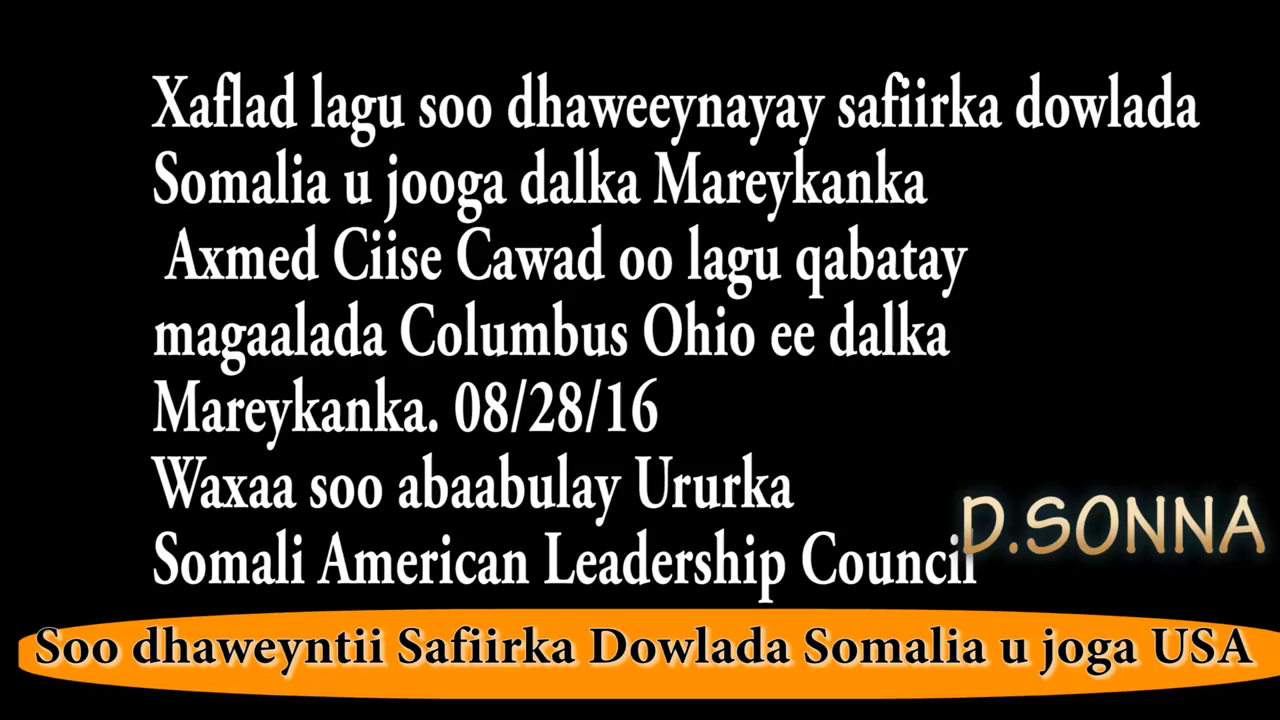 Xaflad lagu soo dhaweeynayay safiirka dowlada
Somalia u jooga dalka Mareykanka
Axmed Ciise Cawad oo lagu qabatay
magaalada Columbus Ohio ee dalka
Mareykanka. 08/28/16
Waxaa soo abaabulay Ururka
Somali American Leadership Council
D.SONNA
Soo dhaweyntii Safiirka Dowlada Somalia u joga USA